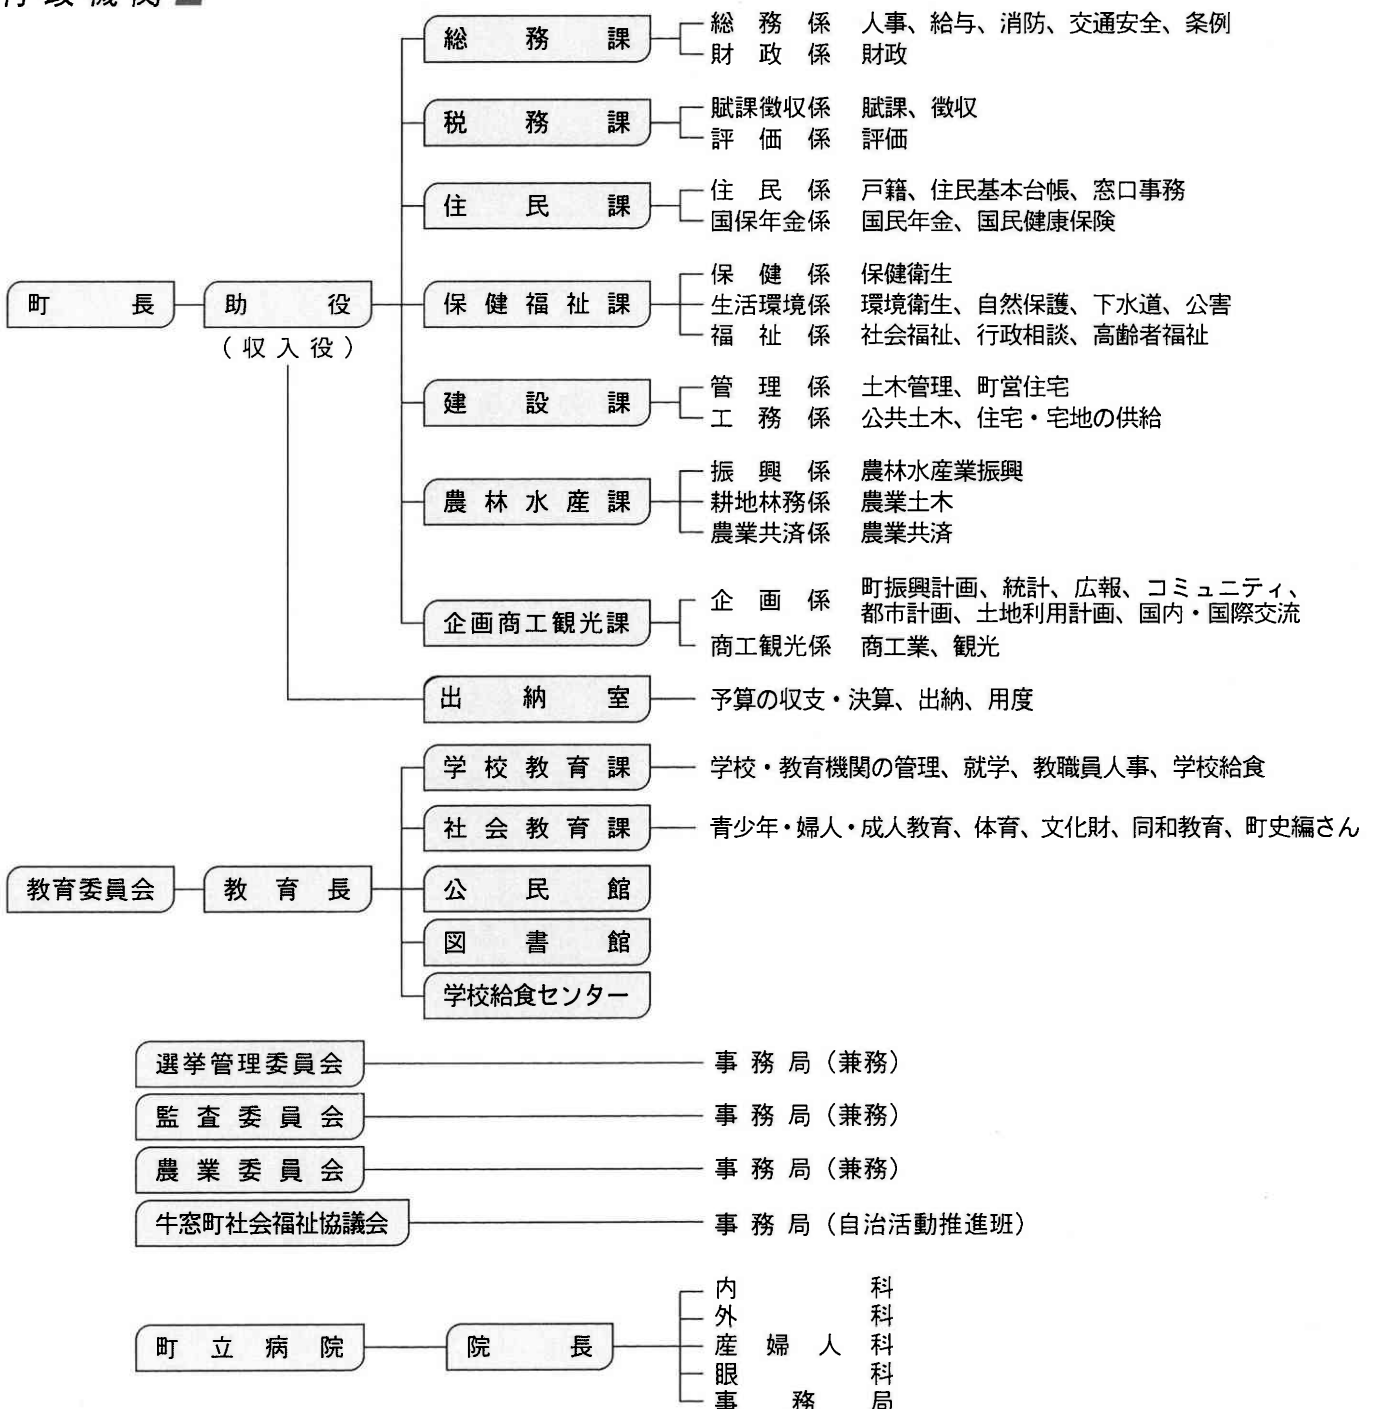 行政機関
総務課 総務係 人事、給与、消防、交通安全、条例
財政係 財政
税務課 賦課徴収係 賦課、徴収
評価係 評価
住民課 住民係 戸籍、住民基本台帳、窓口事務
国保年金係 国民年金、国民健康保険
町長 助役 保健福祉課 保健係 保健衛生
生活環境係 環境衛生、自然保護、下水道、公害
(収入役) 福祉係 社会福祉、行政相談、高齢者福祉
建設課 管理係 土木管理、町営住宅
工務係 公共土木、住宅・宅地の供給
農林水産課 振興係 農林水産業振興
耕地林務係 農業土木
農業共済係 農業共済
企画商工観光課 企画係 町振興計画、統計、広報、コミュニティ、
都市計画、土地利用計画、国内・国際交流
商工観光係 商工業、観光
出納室 予算の収支・決算、出納、用度
学校教育課 学校・教育機関の管理、就学、教職員人事、学校給食
社会教育課 青少年・婦人・成人教育、体育、文化財、同和教育、町史編さん
教育委員会 教育長 公民館
図書館
学校給食センター
選挙管理委員会 事務局(兼務)
監査委員会 事務局(兼務)
農業委員会 事務局(兼務)
牛窓町社会福祉協議会 事務局(自治活動推進班)
町立病院 院長 内科
外科
産婦人科
眼科
事務局